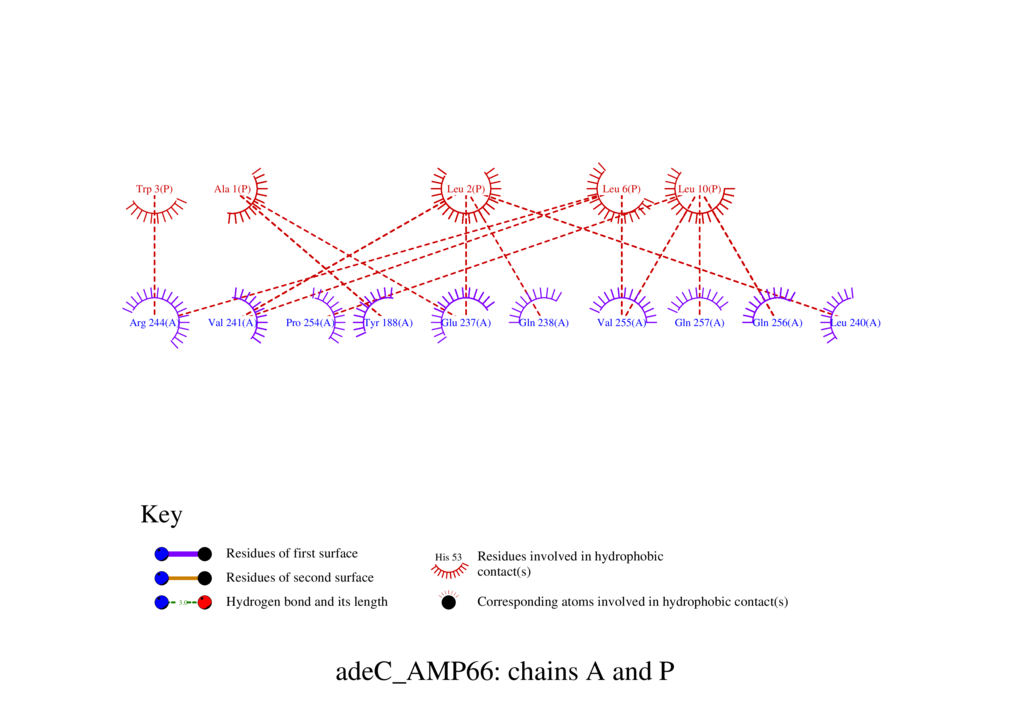 Trp 3(P) Ala 1(P) Leu 2(P) Leu 6(P) Leu 10(P)
Arg 244(A) Val 241(A) Pro 254(A) Tyr 188(A) Glu 237(A) Gln 238(A) Val 255(A) Gln 257(A) Gln 256(A) Leu 240(A)
Key
Residues of first surface
Residues of second surface
3.0
Hydrogen bond and its length
His 53
Residues involved in hydrophobic
contact(s)
Corresponding atoms involved in hydrophobic contact(s)
adeC_AMP66: chains A and P